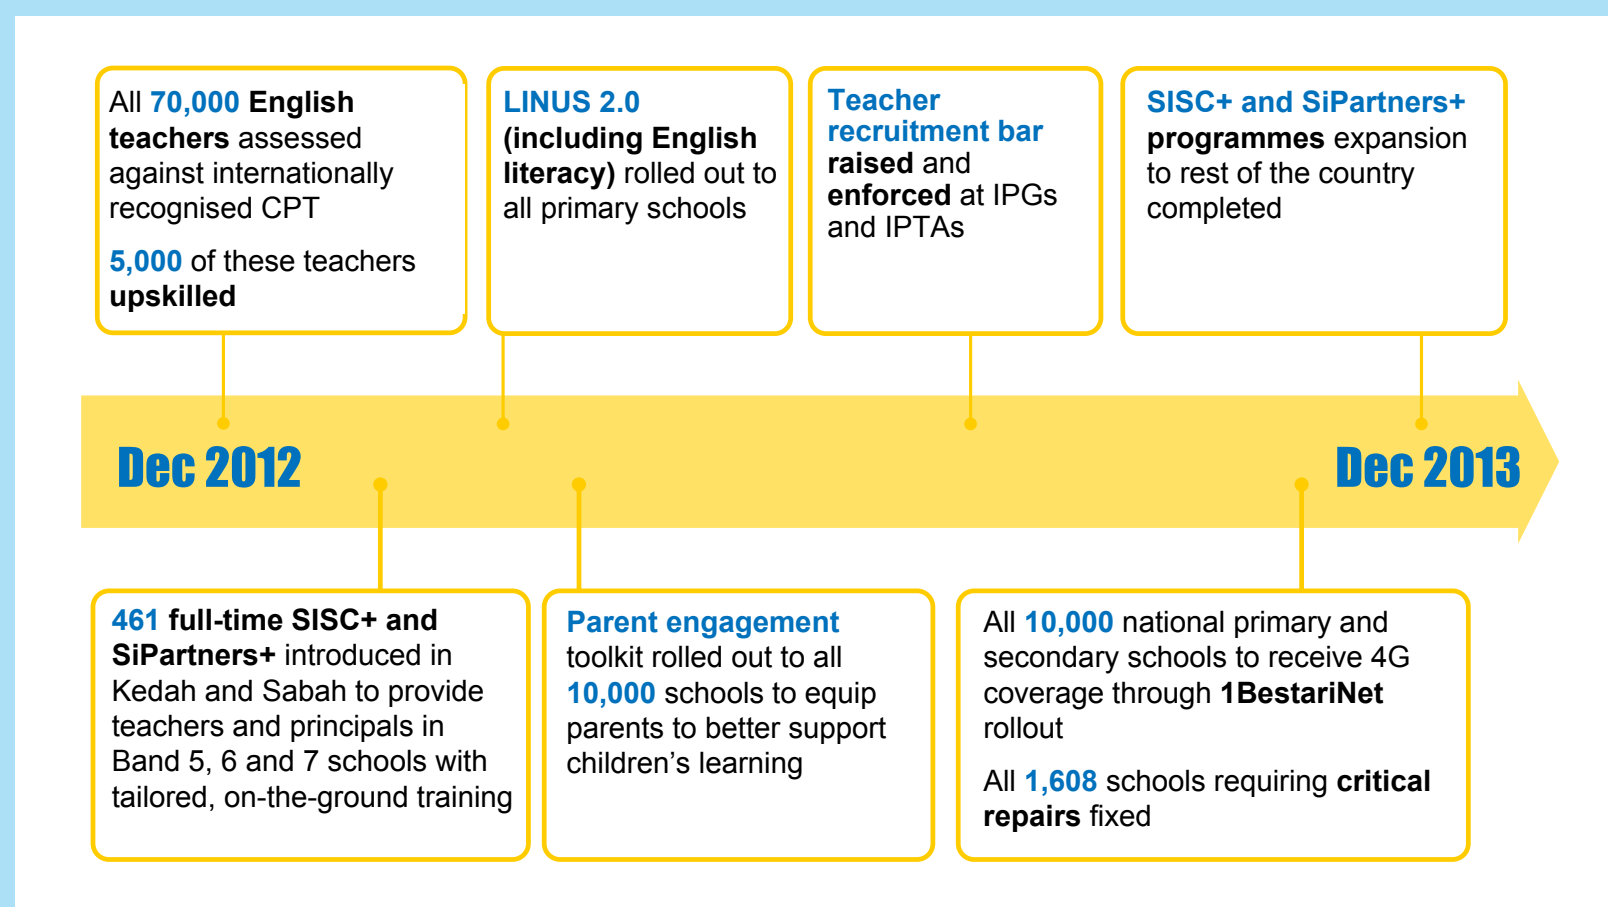 All 70,000 English
teachers assessed
against internationally
recognised CPT
5,000 of these teachers
upskilled
LINUS 2.0
(including English
literacy) rolled out to
all primary schools
Teacher
recruitment bar
raised and
enforced at IPGs
and IPTAs
SISC+ and SiPartners+
programmes expansion
to rest of the country
completed
Dec 2012
Dec 2013
461 full-time SISC+ and
SiPartners+ introduced in
Kedah and Sabah to provide
teachers and principals in
Band 5, 6 and 7 schools with
tailored, on-the-ground training
Parent engagement
toolkit rolled out to all
10,000 schools to equip
parents to better support
children’s learning
All 10,000 national primary and
secondary schools to receive 4G
coverage through 1BestariNet
rollout
All 1,608 schools requiring critical
repairs fixed